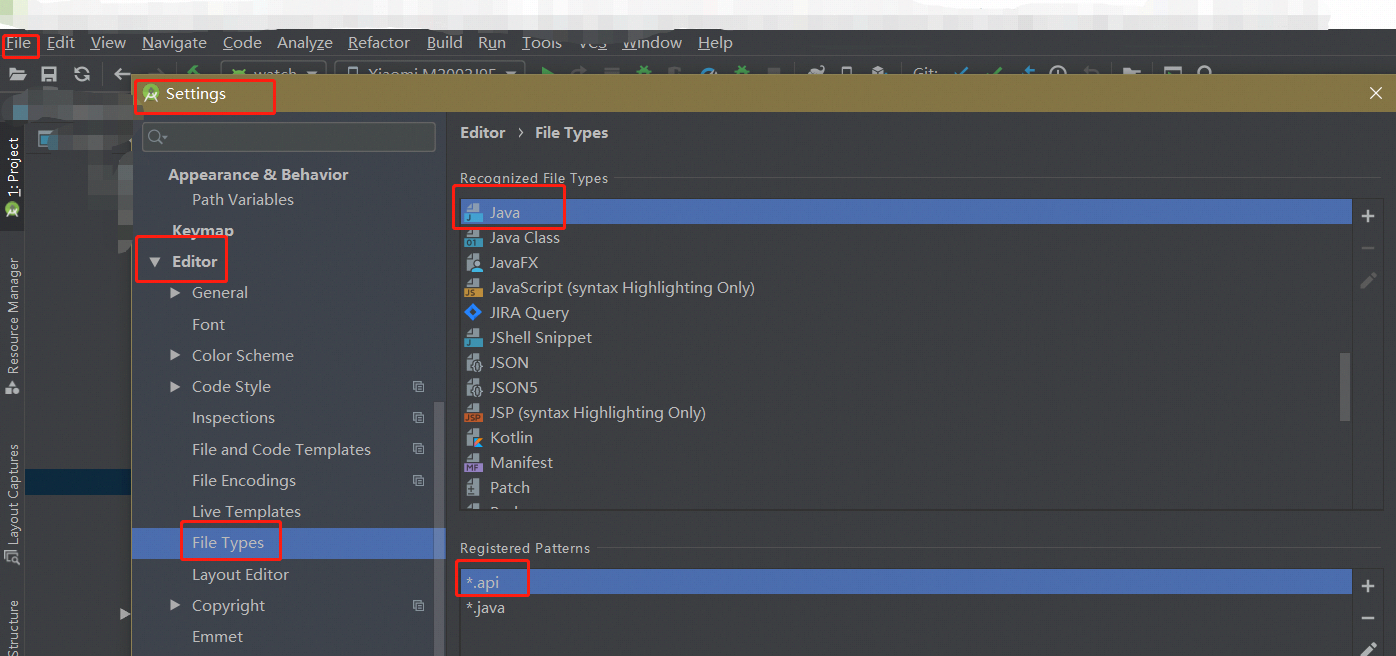 File Edit View Navigate Code Analyze Refactor Build Run Tools VCS Window Help
watch Xiaomi M2002J9E Git:
Settings
1: Project
Resource Manager
Layout Captures
Structure
Appearance & Behavior
Path Variables
Keymap
Editor
General
Font
Color Scheme
Code Style
Inspections
File and Code Templates
File Encodings
Live Templates
File Types
Layout Editor
Copyright
Emmet
Editor › File Types
Recognized File Types
Java
Java Class
JavaFX
JavaScript (syntax Highlighting Only)
JIRA Query
JShell Snippet
JSON
JSON5
JSP (syntax Highlighting Only)
Kotlin
Manifest
Patch
Registered Patterns
*.api
*.java